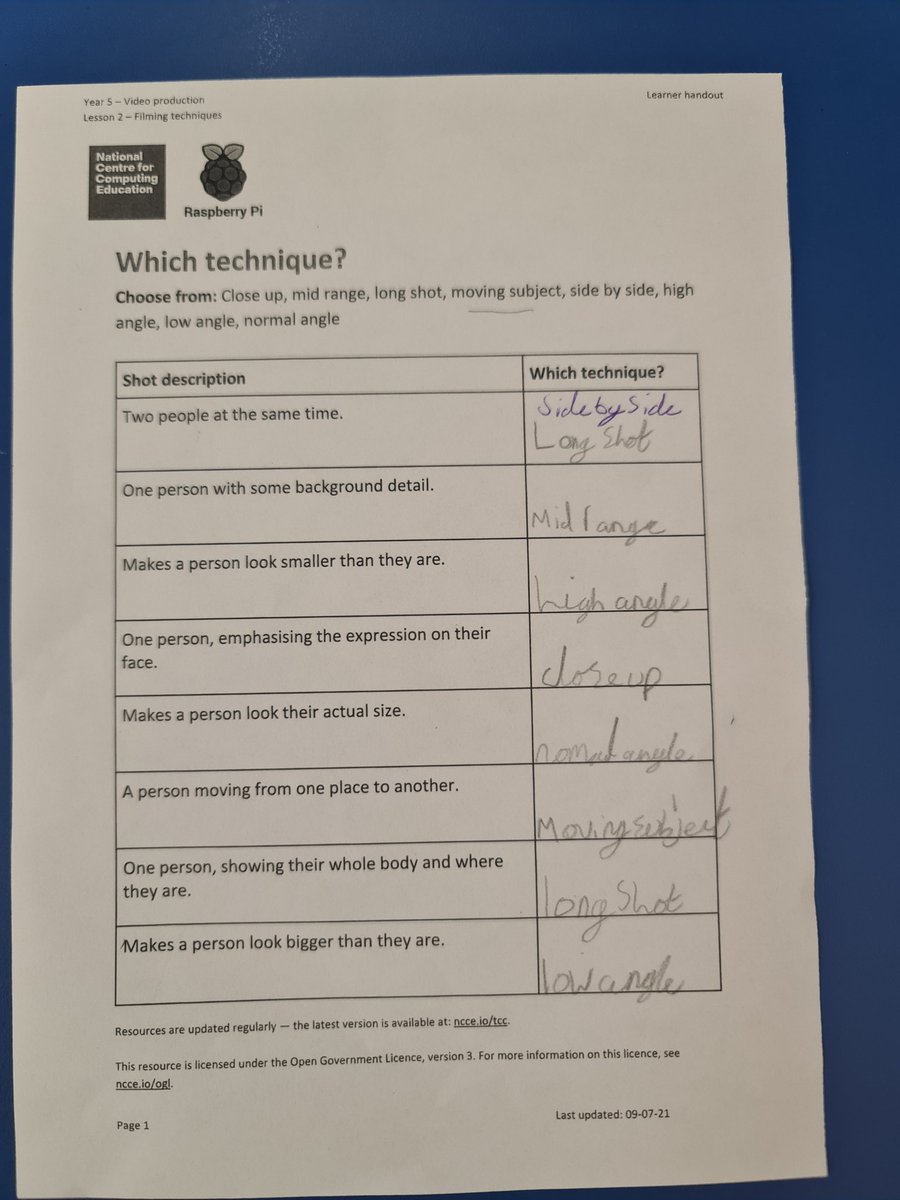 Year 5 – Video production
Learner handout
Lesson 2 – Filming techniques
National
Centre for
Computing
Education
Raspberry Pi
Which technique?
Choose from: Close up, mid range, long shot, moving subject, side by side, high
angle, low angle, normal angle
Shot description
Which technique?
Two people at the same time.
Side by Side
Long Shot
One person with some background detail.
Mid range
Makes a person look smaller than they are.
high angle
One person, emphasising the expression on their
face.
close up
Makes a person look their actual size.
nomal angle
A person moving from one place to another.
Moving subject
One person, showing their whole body and where
they are.
long Shot
Makes a person look bigger than they are.
low angle
Resources are updated regularly — the latest version is available at: ncce.io/tcc.
This resource is licensed under the Open Government Licence, version 3. For more information on this licence, see
ncce.io/ogl.
Page 1
Last updated: 09-07-21